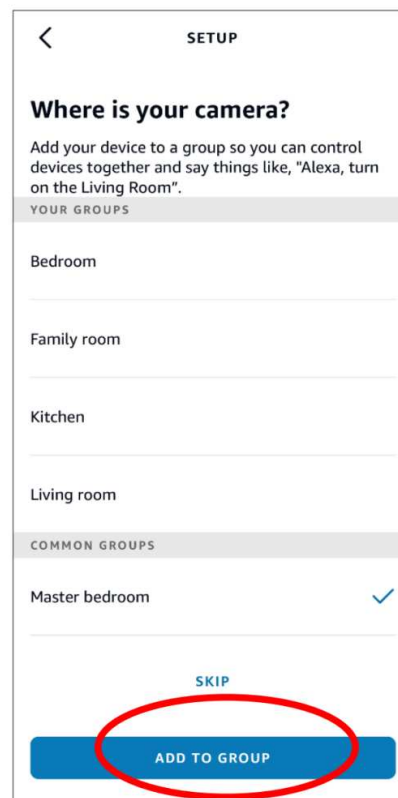 SETUP
Where is your camera?
Add your device to a group so you can control
devices together and say things like, "Alexa, turn
on the Living Room".
YOUR GROUPS
Bedroom
Family room
Kitchen
Living room
COMMON GROUPS
Master bedroom
SKIP
ADD TO GROUP